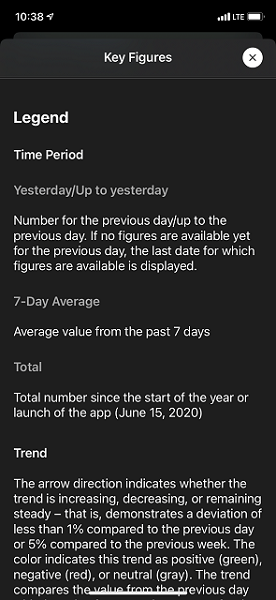 10:38
LTE
Key Figures
Legend
Time Period
Yesterday/Up to yesterday
Number for the previous day/up to the
previous day. If no figures are available yet
for the previous day, the last date for which
figures are available is displayed.
7-Day Average
Average value from the past 7 days
Total
Total number since the start of the year or
launch of the app (June 15, 2020)
Trend
The arrow direction indicates whether the
trend is increasing, decreasing, or remaining
steady – that is, demonstrates a deviation of
less than 1% compared to the previous day
or 5% compared to the previous week. The
color indicates this trend as positive (green),
negative (red), or neutral (gray). The trend
compares the value from the previous day